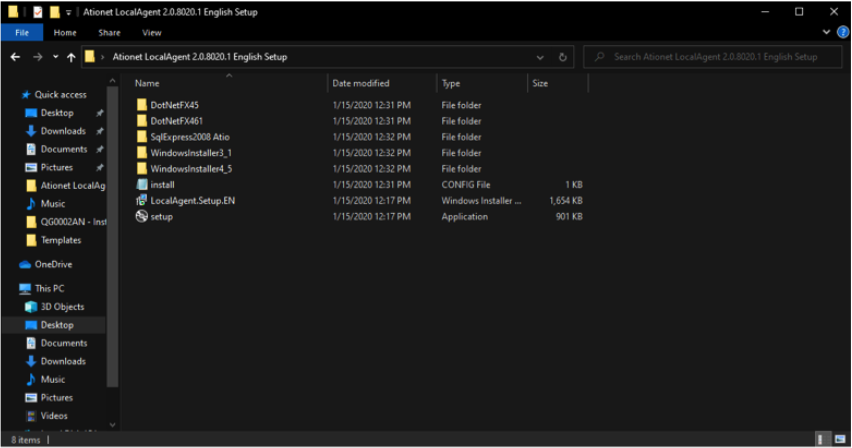 Ationet LocalAgent 2.0.8020.1 English Setup
File Home Share View
Ationet LocalAgent 2.0.8020.1 English Setup
Search Ationet LocalAgent 2.0.8020.1 English Setup
Name Date modified Type Size
Quick access
Desktop
Downloads
Documents
Pictures
Ationet LocalAg
Music
QG0002AN - Inst
Templates
OneDrive
This PC
3D Objects
Desktop
Documents
Downloads
Music
Pictures
Videos
DotNetFX45 1/15/2020 12:31 PM File folder
DotNetFX461 1/15/2020 12:31 PM File folder
SqlExpress2008 Atio 1/15/2020 12:32 PM File folder
WindowsInstaller3_1 1/15/2020 12:32 PM File folder
WindowsInstaller4_5 1/15/2020 12:32 PM File folder
install 1/15/2020 12:31 PM CONFIG File 1 KB
LocalAgent.Setup.EN 1/15/2020 12:17 PM Windows Installer ... 1,654 KB
setup 1/15/2020 12:17 PM Application 901 KB
8 items